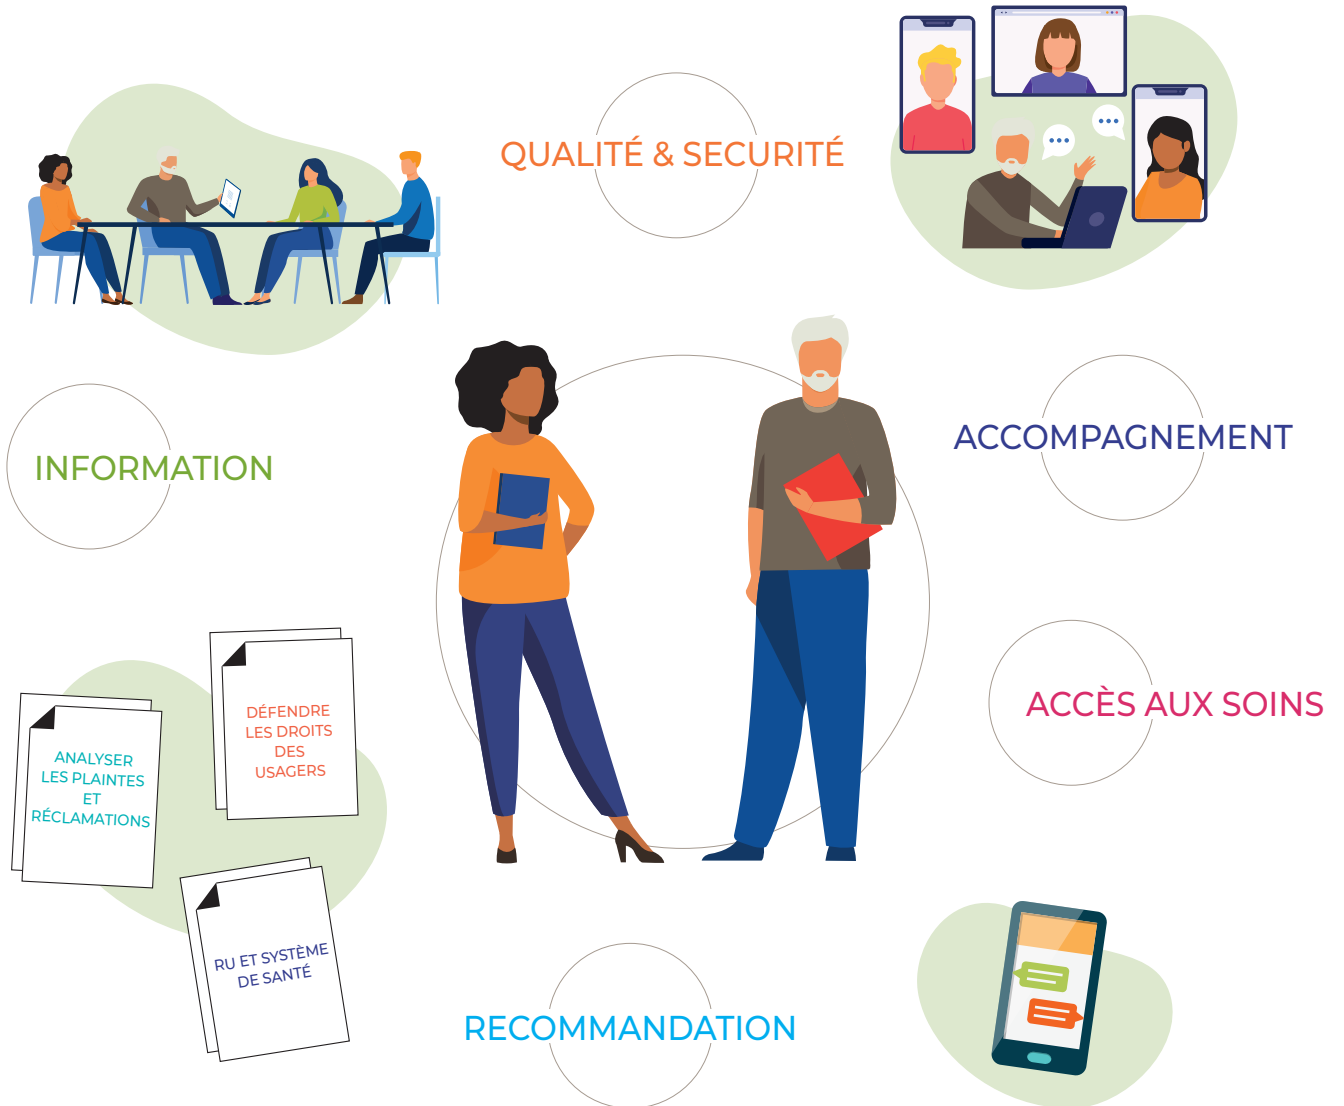 QUALITÉ & SECURITÉ
ACCOMPAGNEMENT
INFORMATION
ACCÈS AUX SOINS
DÉFENDRE
LES DROITS
DES
USAGERS
ANALYSER
LES PLAINTES
ET
RÉCLAMATIONS
RU ET SYSTÈME
DE SANTÉ
RECOMMANDATION